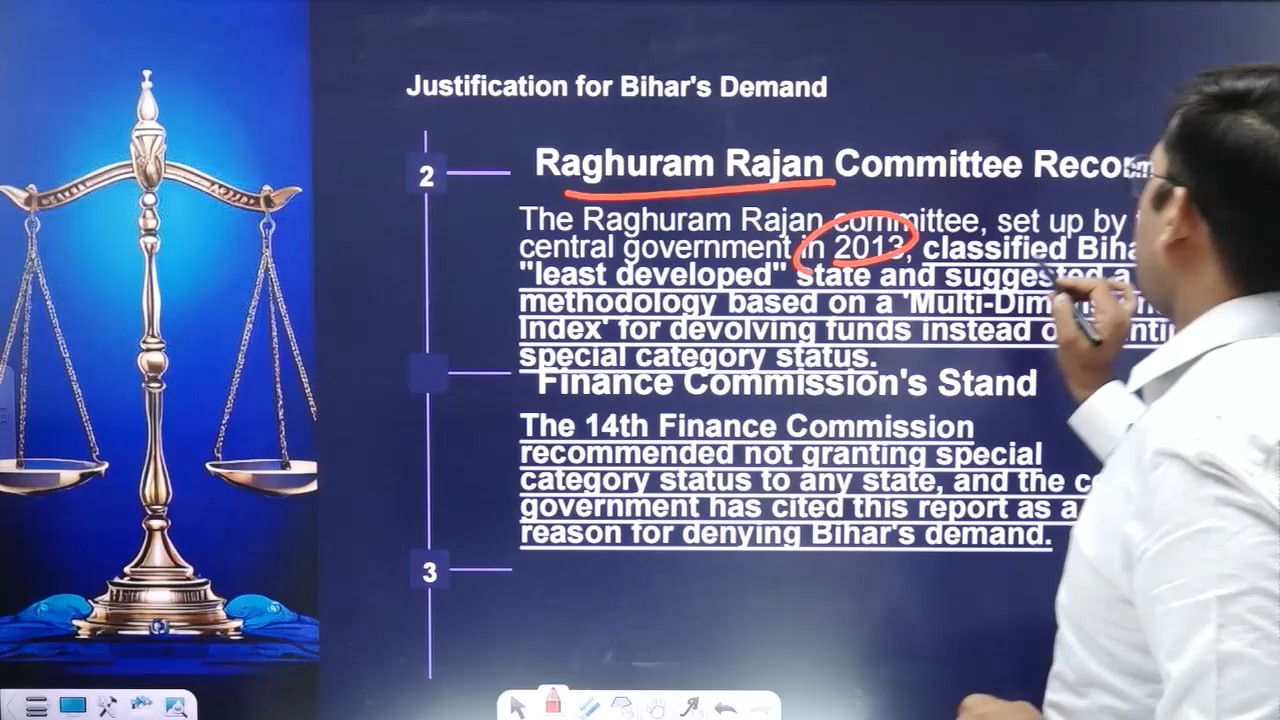 Justification for Bihar's Demand
2
Raghuram Rajan Committee Recom
The Raghuram Rajan committee, set up by
central government in 2013, classified Biha
"least developed" state and suggested a
methodology based on a 'Multi-Dim
Index' for devolving funds instead
special category status.
Finance Commission's Stand
The 14th Finance Commission
recommended not granting special
category status to any state, and the
government has cited this report as a
reason for denying Bihar's demand.
3